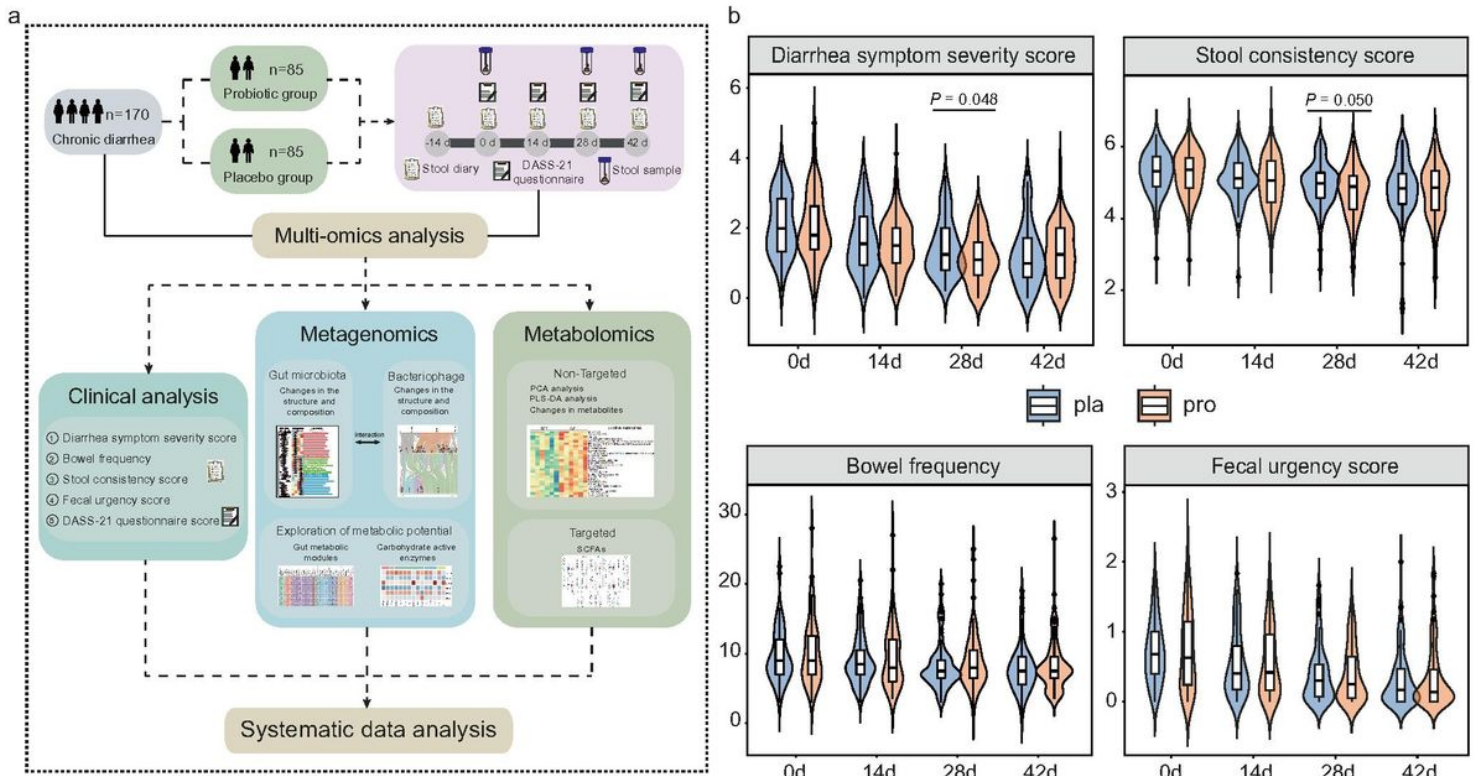 a
n=170
Chronic diarrhea
n=85
Probiotic group
n=85
Placebo group
-14 d
0 d
14 d
28 d
42 d
Stool diary
DASS-21
questionnaire
Stool sample
Multi-omics analysis
Clinical analysis
① Diarrhea symptom severity score
② Bowel frequency
③ Stool consistency score
④ Fecal urgency score
⑤ DASS-21 questionnaire score
Metagenomics
Gut microbiota
Changes in the
structure and
composition
interaction
Bacteriophage
Changes in the
structure and
composition
Exploration of metabolic potential
Gut metabolic
modules
Carbohydrate active
enzymes
Metabolomics
Non-Targeted
PCA analysis
PLS-DA analysis
Changes in metabolites
Targeted
SCFAs
Systematic data analysis
b
Diarrhea symptom severity score
P = 0.048
6
4
2
0
0d 14d 28d 42d
Stool consistency score
P = 0.050
6
4
2
0d 14d 28d 42d
pla
pro
Bowel frequency
30
20
10
0
0d 14d 28d 42d
Fecal urgency score
3
2
1
0
0d 14d 28d 42d